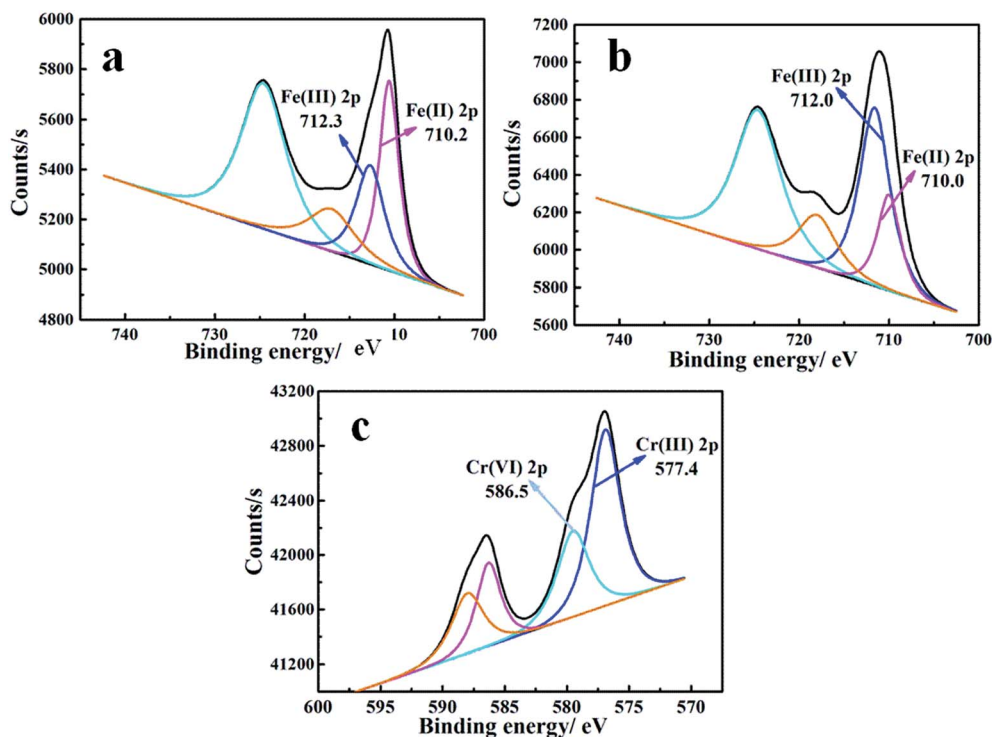 a
6000
5800
5600
5400
5200
5000
4800
Counts/s
Fe(III) 2p
712.3
Fe(II) 2p
710.2
740 730 720 710 700
Binding energy/ eV
b
7200
7000
6800
6600
6400
6200
6000
5800
5600
Counts/s
Fe(III) 2p
712.0
Fe(II) 2p
710.0
740 730 720 710 700
Binding energy/ eV
c
43200
42800
42400
42000
41600
41200
Counts/s
Cr(VI) 2p
586.5
Cr(III) 2p
577.4
600 595 590 585 580 575 570
Binding energy/ eV